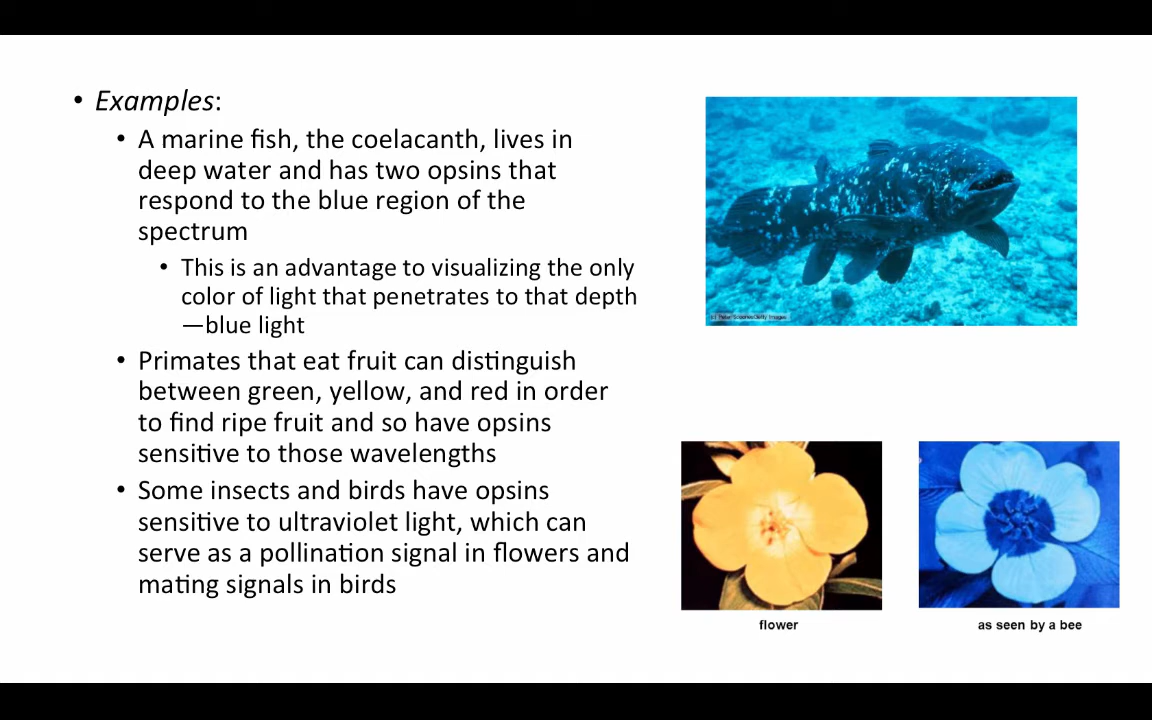 • Examples:
• A marine fish, the coelacanth, lives in
deep water and has two opsins that
respond to the blue region of the
spectrum
• This is an advantage to visualizing the only
color of light that penetrates to that depth
—blue light
• Primates that eat fruit can distinguish
between green, yellow, and red in order
to find ripe fruit and so have opsins
sensitive to those wavelengths
• Some insects and birds have opsins
sensitive to ultraviolet light, which can
serve as a pollination signal in flowers and
mating signals in birds
flower
as seen by a bee